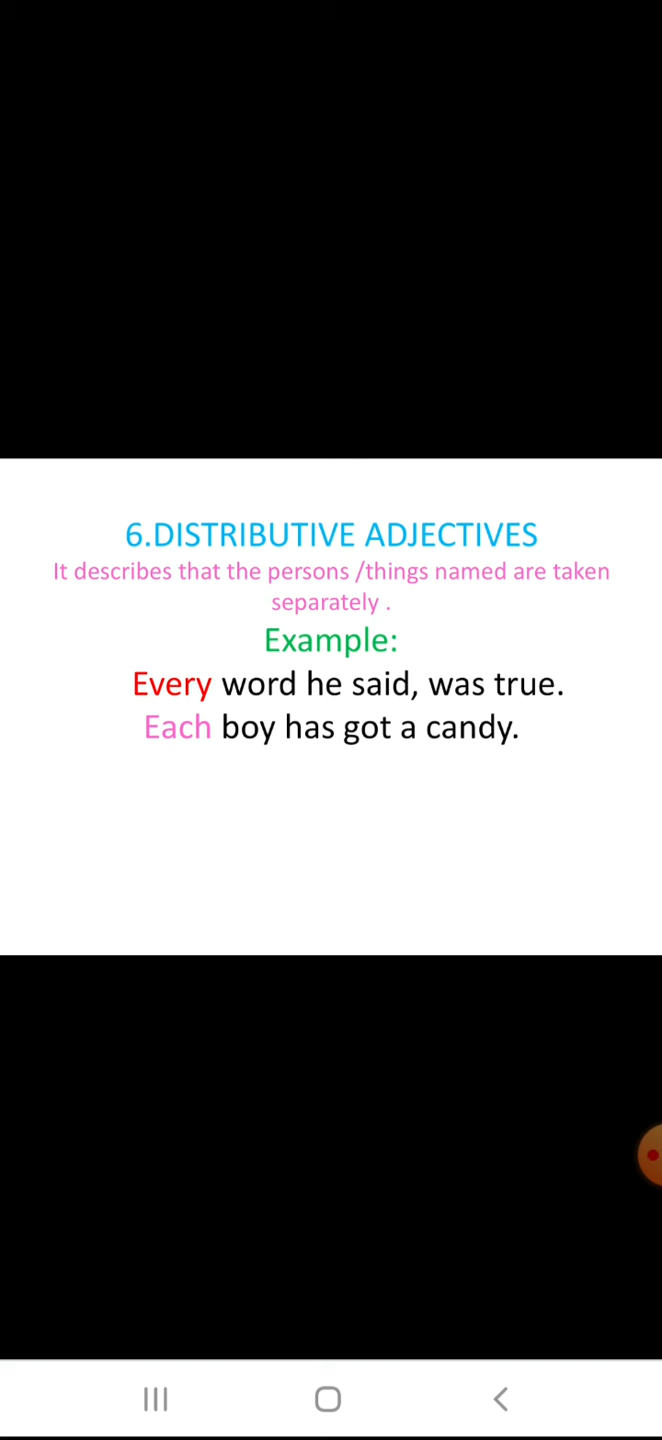 6.DISTRIBUTIVE ADJECTIVES
It describes that the persons /things named are taken
separately .
Example:
Every word he said, was true.
Each boy has got a candy.